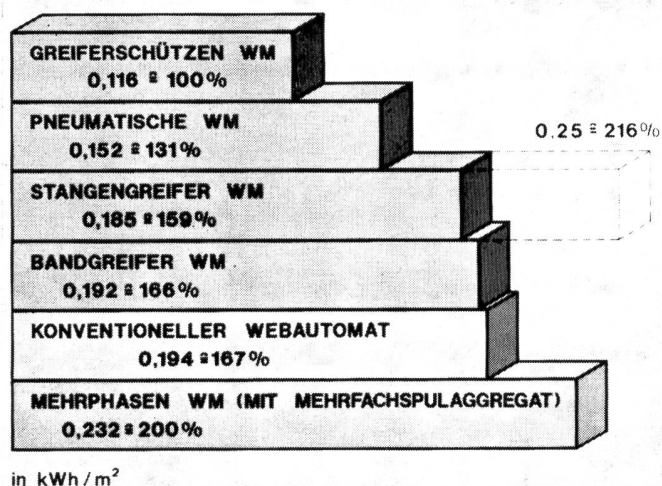 GREIFERSCHÜTZEN WM
0,116 ≙ 100%
PNEUMATISCHE WM
0,152 ≙ 131%
0.25 ≙ 216%
STANGENGREIFER WM
0,185 ≙ 159%
BANDGREIFER WM
0,192 ≙ 166%
KONVENTIONELLER WEBAUTOMAT
0,194 ≙ 167%
MEHRPHASEN WM (MIT MEHRFACHSPULAGGREGAT)
0,232 ≙ 200%
in kWh/m²